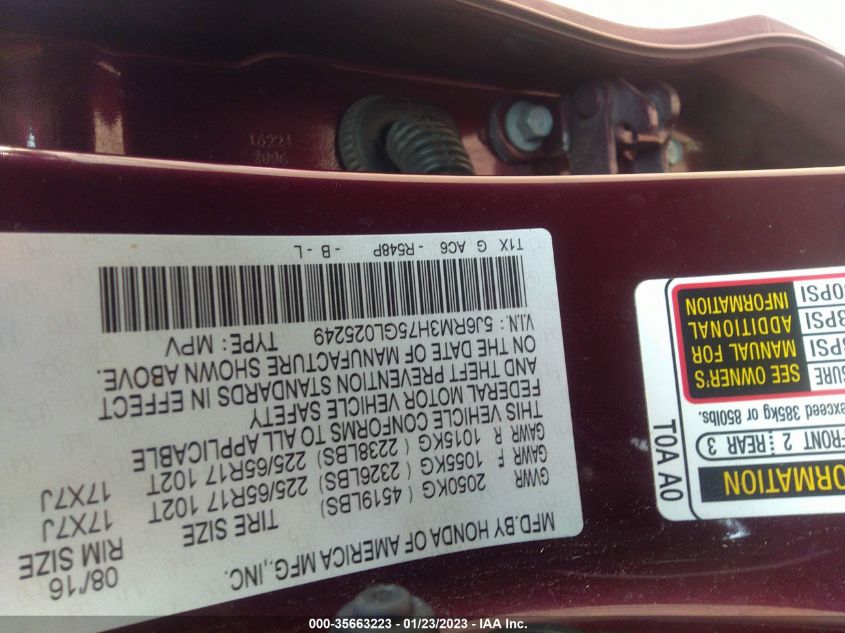 MFD.BY HONDA OF AMERICA MFG.,INC. 08/16
TIRE SIZE RIM SIZE
GVWR 2050KG ( 4519LBS)
GAWR F 1055KG ( 2326LBS) 225/65R17 102T 17X7J
GAWR R 1015KG ( 2238LBS) 225/65R17 102T 17X7J
THIS VEHICLE CONFORMS TO ALL APPLICABLE
FEDERAL MOTOR VEHICLE SAFETY
AND THEFT PREVENTION STANDARDS IN EFFECT
ON THE DATE OF MANUFACTURE SHOWN ABOVE.
V.I.N.: 5J6RM3H75GL025249 TYPE: MPV
T1X G AC6 -R548P -B-L
T0A A0
FRONT 2 REAR 3
exceed 385kg or 850lbs.
SEE OWNER'S
MANUAL FOR
ADDITIONAL
INFORMATION
000-35663223 - 01/23/2023 - IAA Inc.